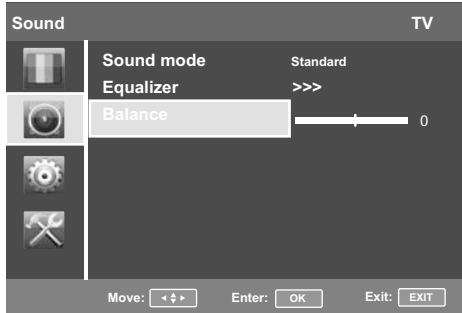 Sound TV
Sound mode Standard
Equalizer >>>
Balance 0
Move: Enter: OK Exit: EXIT